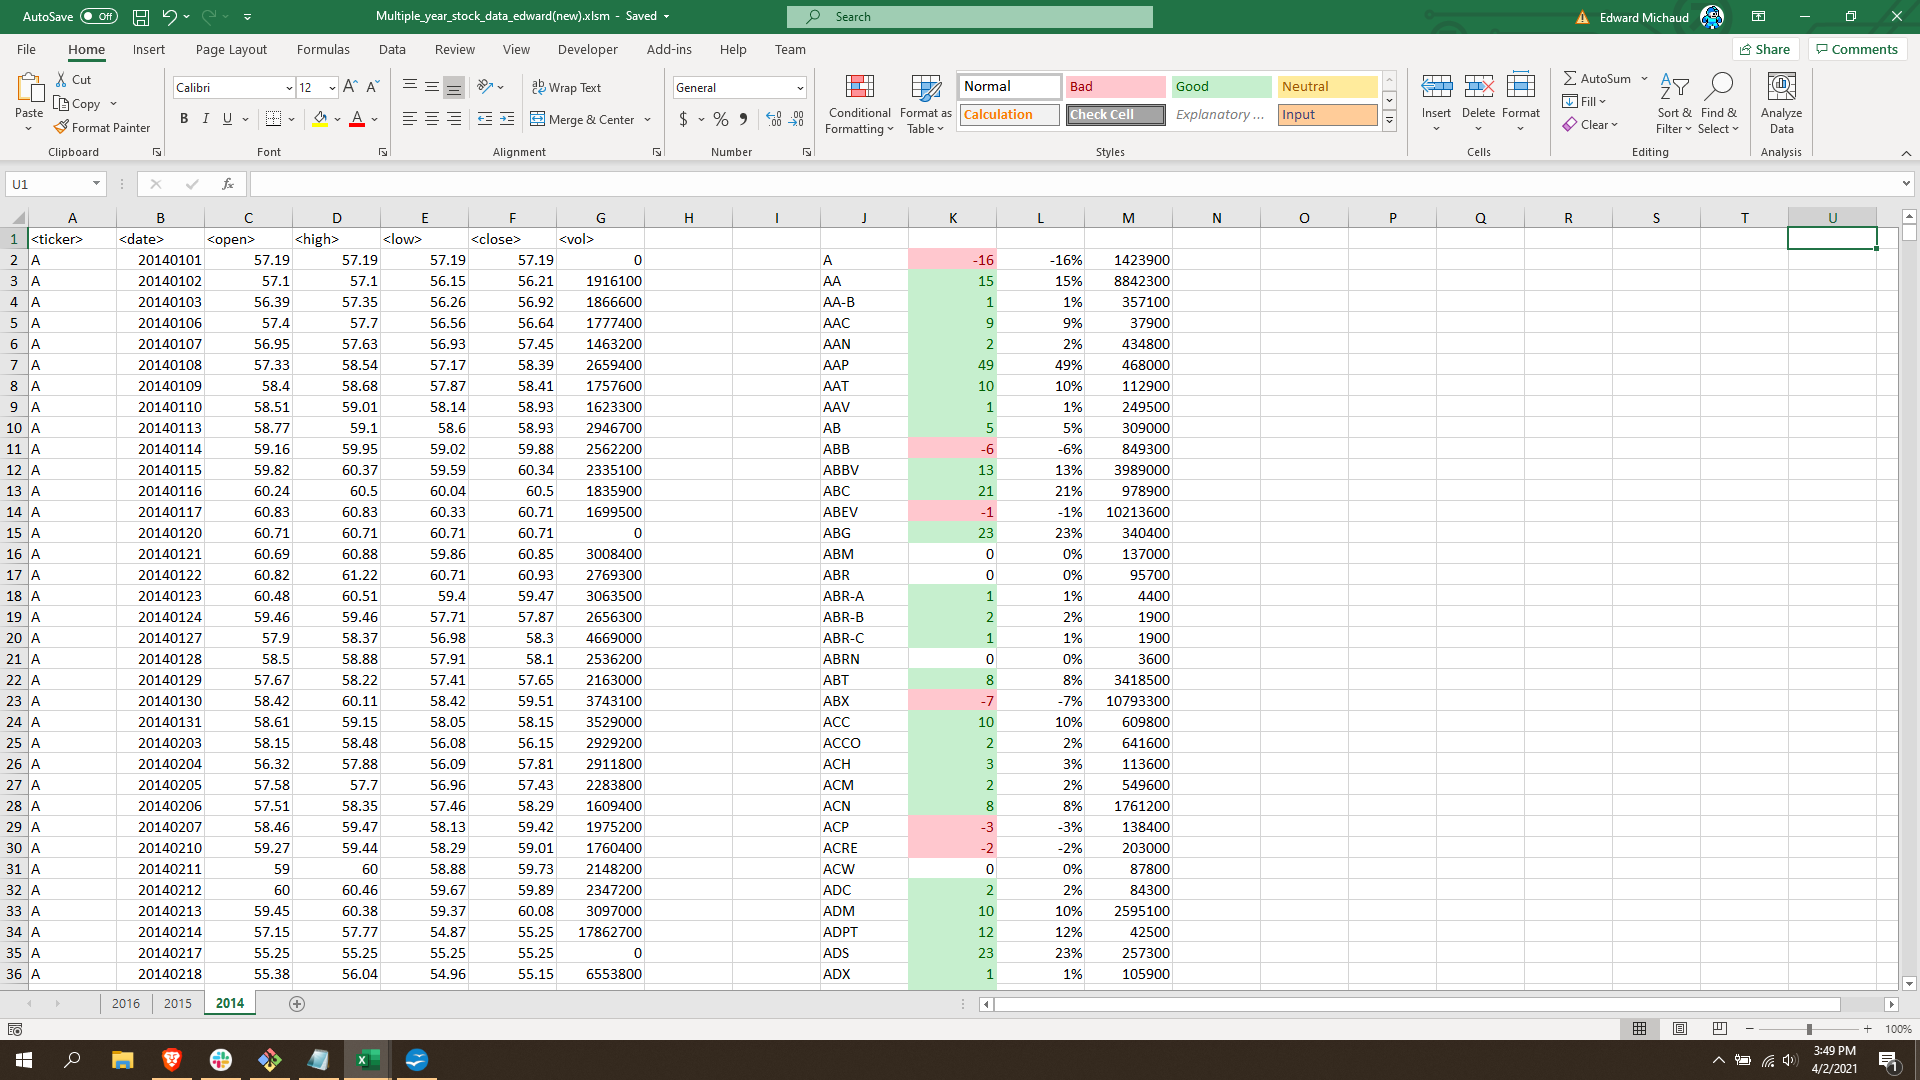 AutoSave Off Multiple_year_stock_data_edward(new).xlsm - Saved Search Edward Michaud
File Home Insert Page Layout Formulas Data Review View Developer Add-ins Help Team Share Comments
Paste Cut Copy Format Painter
Clipboard
Calibri 12 A A
B I U A
Font
Wrap Text
Merge & Center
Alignment
General
$ % 9 .00 .00
Number
Conditional Formatting Format as Table
Normal Bad Good Neutral
Calculation Check Cell Explanatory ... Input
Styles
Insert Delete Format
Cells
AutoSum Fill Clear Sort & Filter Find & Select
Editing
Analyze Data
Analysis
U1 fx
A B C D E F G H I J K L M N O P Q R S T U
1 <ticker> <date> <open> <high> <low> <close> <vol>
2 A 20140101 57.19 57.19 57.19 57.19 0 A -16 -16% 1423900
3 A 20140102 57.1 57.1 56.15 56.21 1916100 AA 15 15% 8842300
4 A 20140103 56.39 57.35 56.26 56.92 1866600 AA-B 1 1% 357100
5 A 20140106 57.4 57.7 56.56 56.64 1777400 AAC 9 9% 37900
6 A 20140107 56.95 57.63 56.93 57.45 1463200 AAN 2 2% 434800
7 A 20140108 57.33 58.54 57.17 58.39 2659400 AAP 49 49% 468000
8 A 20140109 58.4 58.68 57.87 58.41 1757600 AAT 10 10% 112900
9 A 20140110 58.51 59.01 58.14 58.93 1623300 AAV 1 1% 249500
10 A 20140113 58.77 59.1 58.6 58.93 2946700 AB 5 5% 309000
11 A 20140114 59.16 59.95 59.02 59.88 2562200 ABB -6 -6% 849300
12 A 20140115 59.82 60.37 59.59 60.34 2335100 ABBV 13 13% 3989000
13 A 20140116 60.24 60.5 60.04 60.5 1835900 ABC 21 21% 978900
14 A 20140117 60.83 60.83 60.33 60.71 1699500 ABEV -1 -1% 10213600
15 A 20140120 60.71 60.71 60.71 60.71 0 ABG 23 23% 340400
16 A 20140121 60.69 60.88 59.86 60.85 3008400 ABM 0 0% 137000
17 A 20140122 60.82 61.22 60.71 60.93 2769300 ABR 0 0% 95700
18 A 20140123 60.48 60.51 59.4 59.47 3063500 ABR-A 1 1% 4400
19 A 20140124 59.46 59.46 57.71 57.87 2656300 ABR-B 2 2% 1900
20 A 20140127 57.9 58.37 56.98 58.3 4669000 ABR-C 1 1% 1900
21 A 20140128 58.5 58.88 57.91 58.1 2536200 ABRN 0 0% 3600
22 A 20140129 57.67 58.22 57.41 57.65 2163000 ABT 8 8% 3418500
23 A 20140130 58.42 60.11 58.42 59.51 3743100 ABX -7 -7% 10793300
24 A 20140131 58.61 59.15 58.05 58.15 3529000 ACC 10 10% 609800
25 A 20140203 58.15 58.48 56.08 56.15 2929200 ACCO 2 2% 641600
26 A 20140204 56.32 57.88 56.09 57.81 2911800 ACH 3 3% 113600
27 A 20140205 57.58 57.7 56.96 57.43 2283800 ACM 2 2% 549600
28 A 20140206 57.51 58.35 57.46 58.29 1609400 ACN 8 8% 1761200
29 A 20140207 58.46 59.47 58.13 59.42 1975200 ACP -3 -3% 138400
30 A 20140210 59.27 59.44 58.29 59.01 1760400 ACRE -2 -2% 203000
31 A 20140211 59 60 58.88 59.73 2148200 ACW 0 0% 87800
32 A 20140212 60 60.46 59.67 59.89 2347200 ADC 2 2% 84300
33 A 20140213 59.45 60.38 59.37 60.08 3097000 ADM 10 10% 2595100
34 A 20140214 57.15 57.77 54.87 55.25 17862700 ADPT 12 12% 42500
35 A 20140217 55.25 55.25 55.25 55.25 0 ADS 23 23% 257300
36 A 20140218 55.38 56.04 54.96 55.15 6553800 ADX 1 1% 105900
2016 2015 2014
100%
3:49 PM
4/2/2021
1